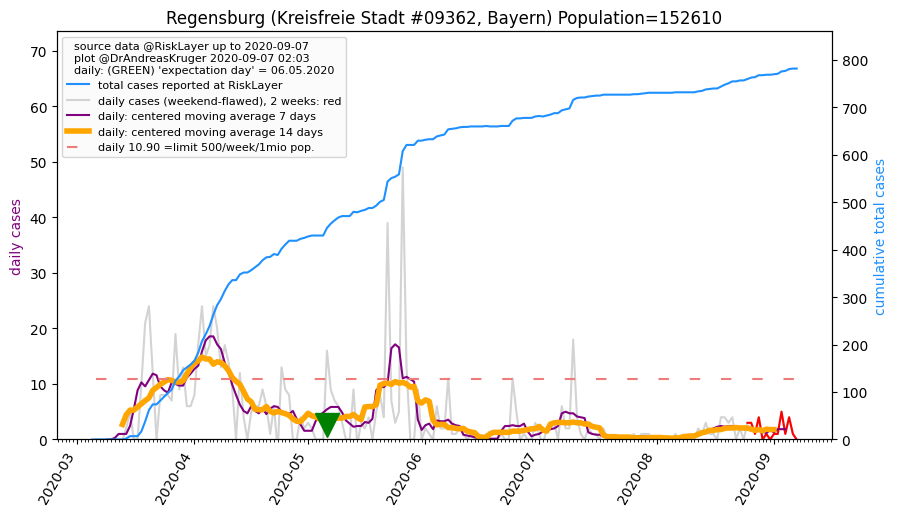 Regensburg (Kreisfreie Stadt #09362, Bayern) Population=152610
source data @RiskLayer up to 2020-09-07
plot @DrAndreasKruger 2020-09-07 02:03
daily: (GREEN) 'expectation day' = 06.05.2020
total cases reported at RiskLayer
daily cases (weekend-flawed), 2 weeks: red
daily: centered moving average 7 days
daily: centered moving average 14 days
daily 10.90 =limit 500/week/1mio pop.
daily cases
70
60
50
40
30
20
10
0
cumulative total cases
800
700
600
500
400
300
200
100
0
2020-03
2020-04
2020-05
2020-06
2020-07
2020-08
2020-09